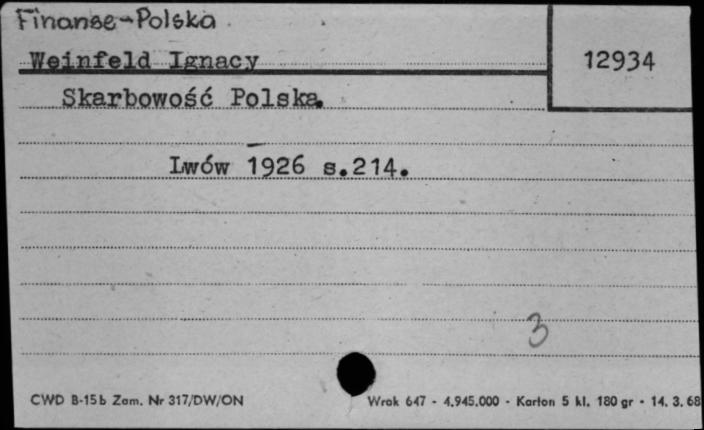 Finanse-Polska
Weinfeld Ignacy
12934
Skarbowość Polska.
Lwów 1926 s.214.
3
CWD B-15b Zam. Nr 317/DW/ON
Wrak 647 - 4.945.000 - Karton 5 kl. 180 gr - 14. 3. 68